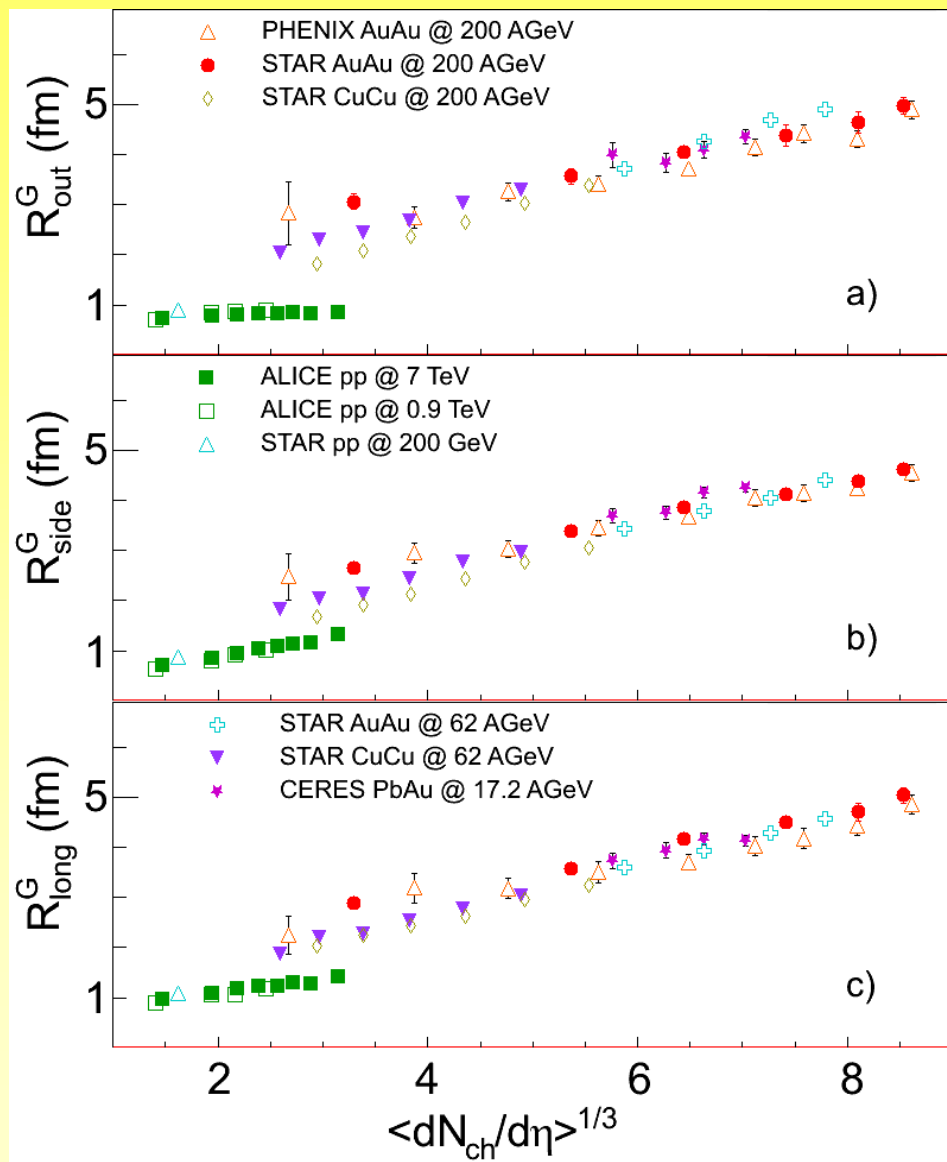 PHENIX AuAu @ 200 AGeV
STAR AuAu @ 200 AGeV
STAR CuCu @ 200 AGeV
5
1
R^G_out (fm)
a)
ALICE pp @ 7 TeV
ALICE pp @ 0.9 TeV
STAR pp @ 200 GeV
5
1
R^G_side (fm)
b)
STAR AuAu @ 62 AGeV
STAR CuCu @ 62 AGeV
CERES PbAu @ 17.2 AGeV
5
1
R^G_long (fm)
c)
2 4 6 8
<dN_ch/dη>^1/3